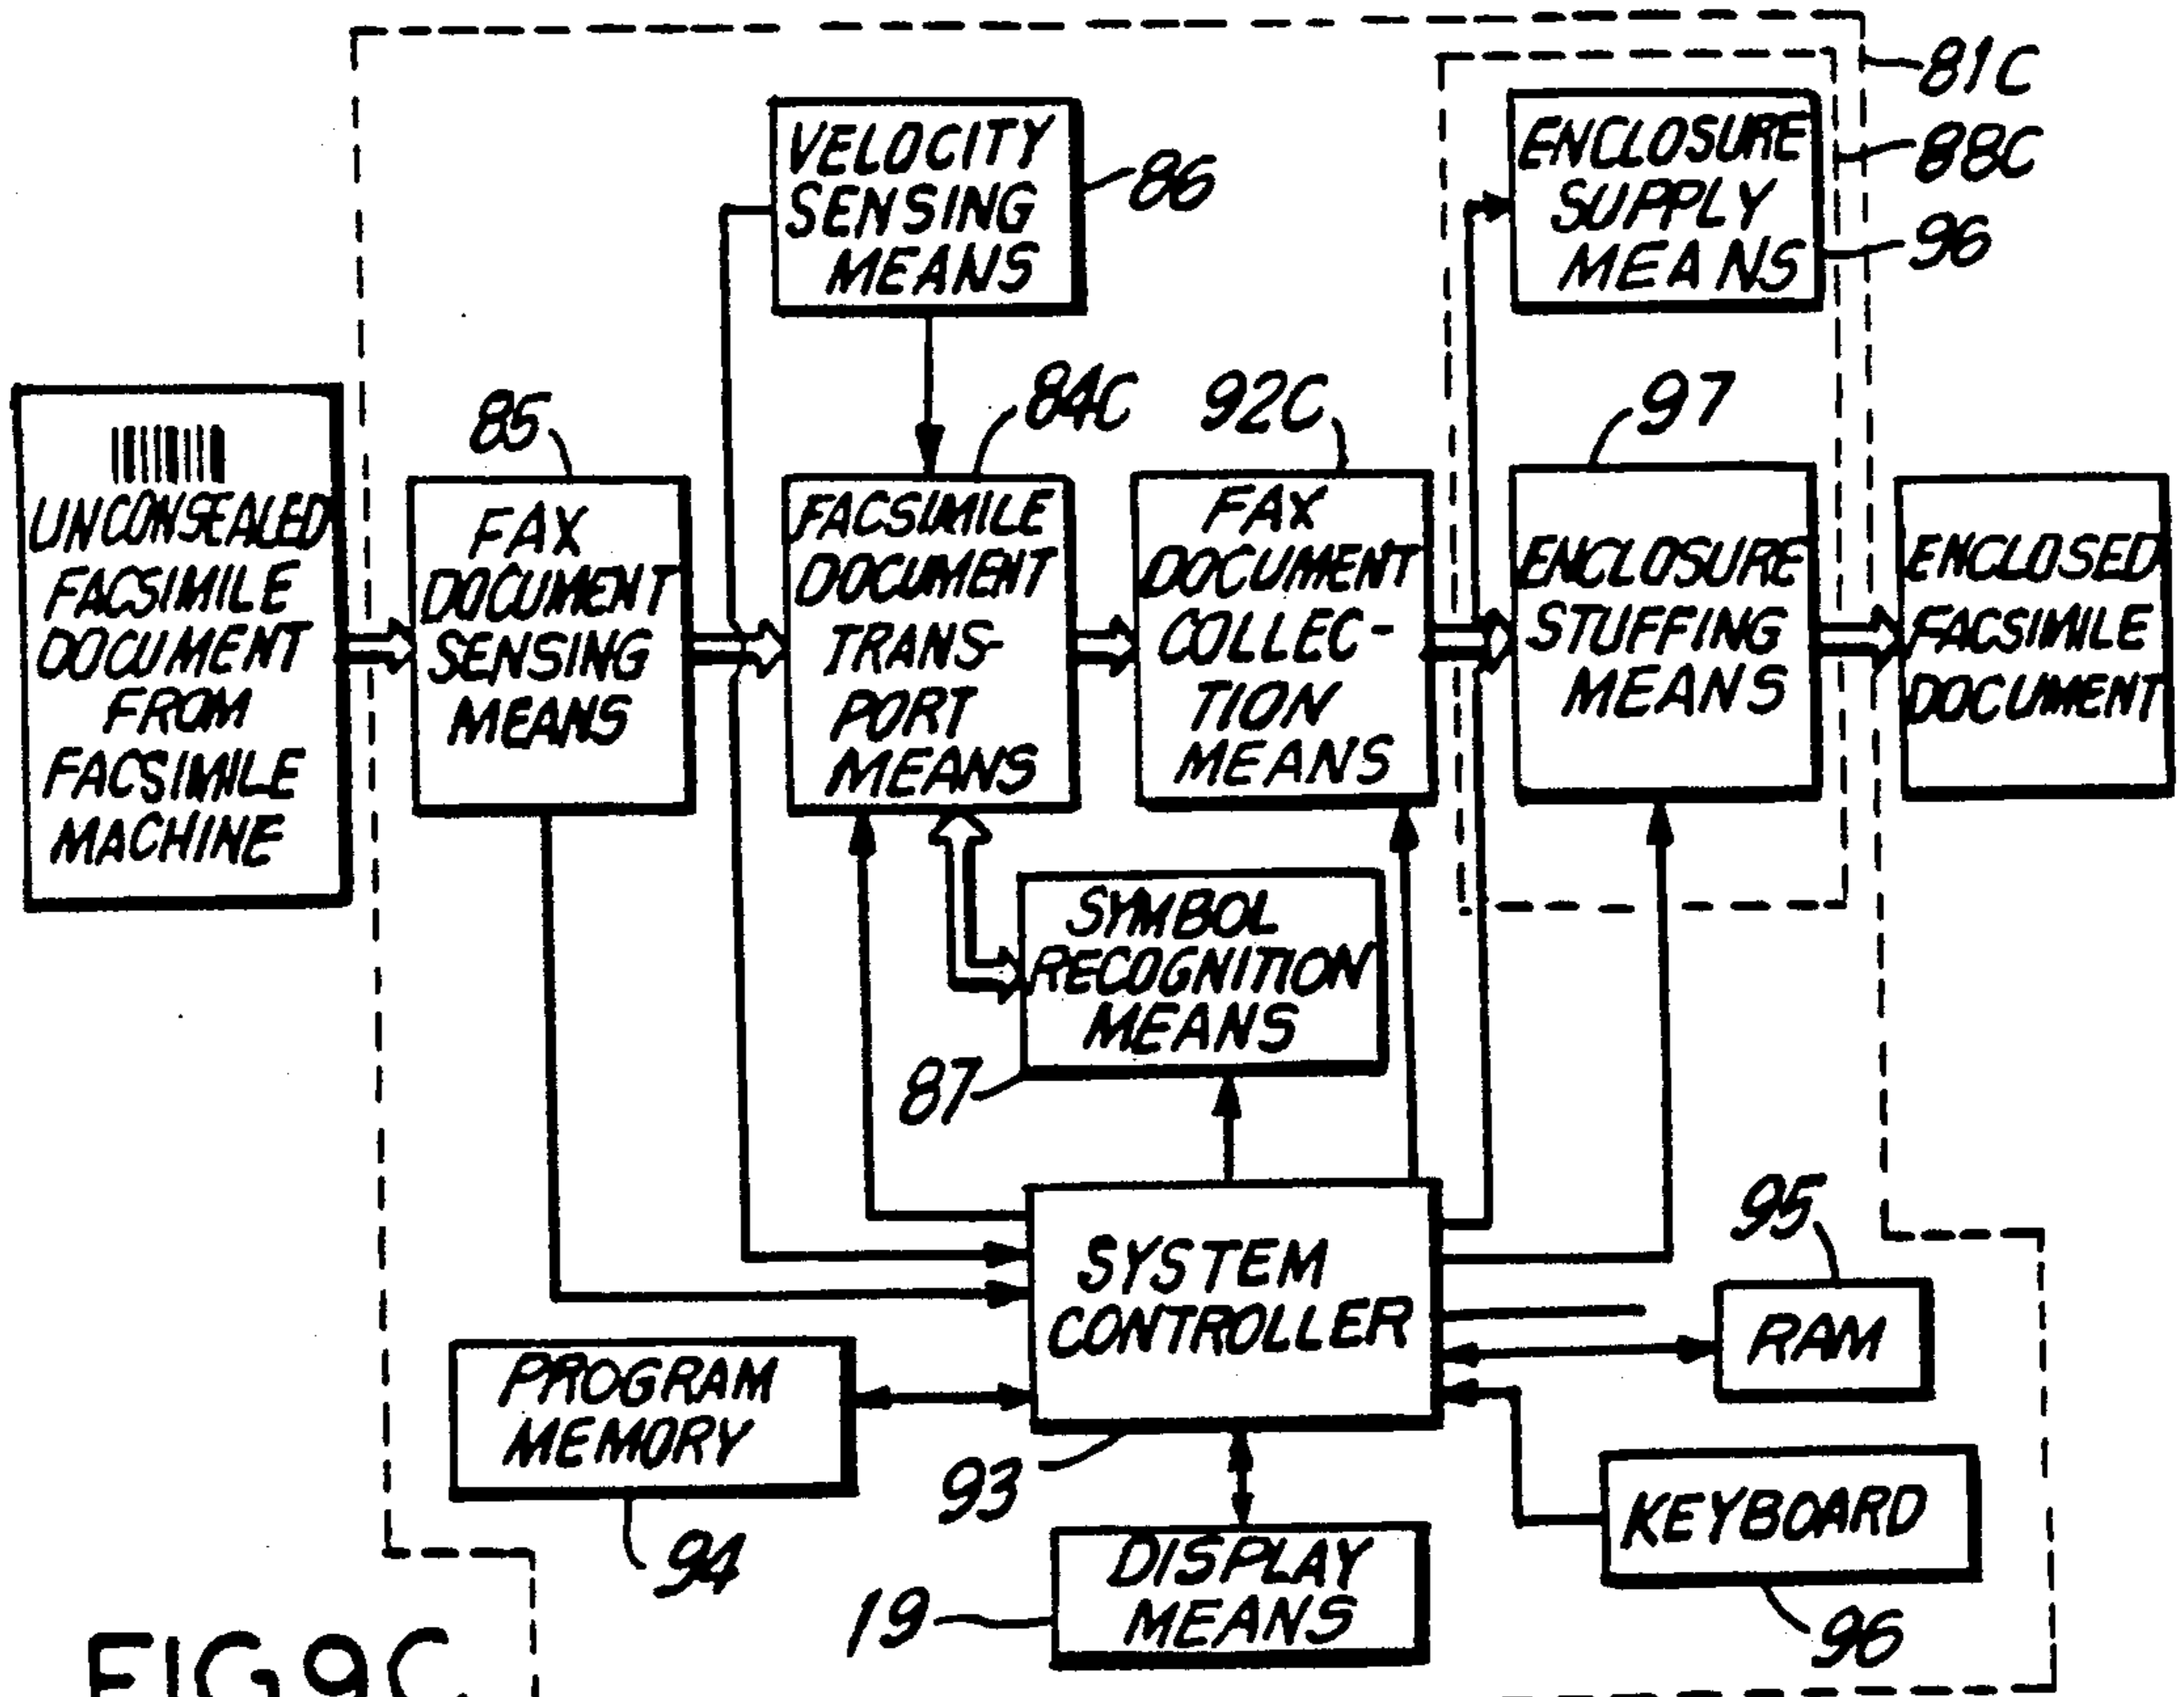 81C
VELOCITY
SENSING
MEANS
86
ENCLOSURE
SUPPLY
MEANS
88C
96
UNCONSEALED
FACSIMILE
DOCUMENT
FROM
FACSIMILE
MACHINE
85
FAX
DOCUMENT
SENSING
MEANS
84C
FACSIMILE
DOCUMENT
TRANS-
PORT
MEANS
92C
FAX
DOCUMENT
COLLEC-
TION
MEANS
97
ENCLOSURE
STUFFING
MEANS
ENCLOSED
FACSIMILE
DOCUMENT
SYMBOL
RECOGNITION
MEANS
87
SYSTEM
CONTROLLER
93
95
RAM
PROGRAM
MEMORY
94
KEYBOARD
96
DISPLAY
MEANS
19
FIG 9C